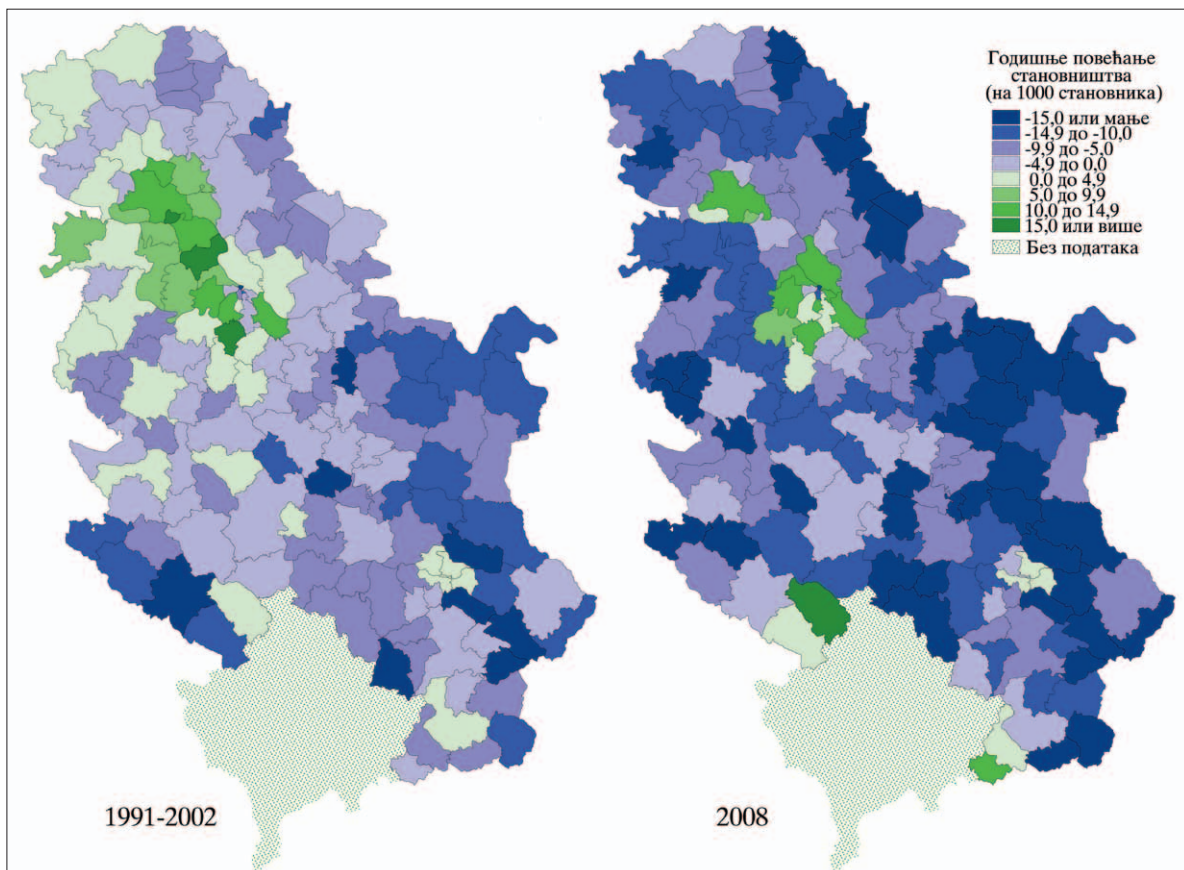 Годишње повећање
становништва
(на 1000 становника)
-15,0 или мање
-14,9 до -10,0
-9,9 до -5,0
-4,9 до 0,0
0,0 до 4,9
5,0 до 9,9
10,0 до 14,9
15,0 или више
Без података
1991-2002
2008